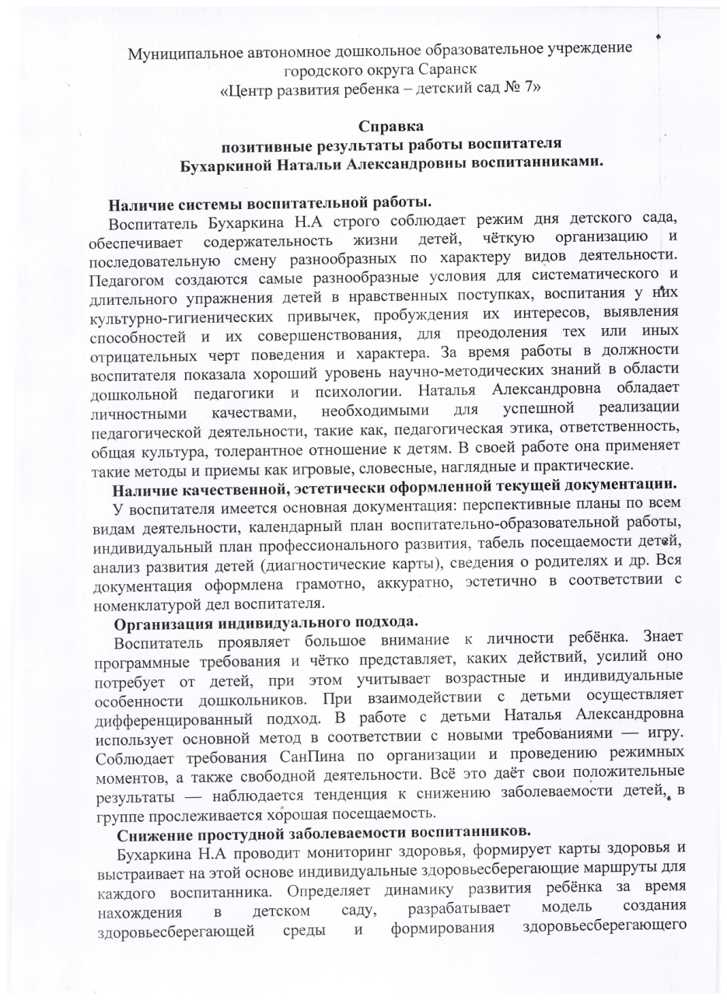 Муниципальное автономное дошкольное образовательное учреждение
городского округа Саранск
«Центр развития ребенка – детский сад № 7»
Справка
позитивные результаты работы воспитателя
Бухаркиной Натальи Александровны воспитанниками.
Наличие системы воспитательной работы.
Воспитатель Бухаркина Н.А строго соблюдает режим дня детского сада,
обеспечивает содержательность жизни детей, чёткую организацию и
последовательную смену разнообразных по характеру видов деятельности.
Педагогом создаются самые разнообразные условия для систематического и
длительного упражнения детей в нравственных поступках, воспитания у них
культурно-гигиенических привычек, пробуждения их интересов, выявления
способностей и их совершенствования, для преодоления тех или иных
отрицательных черт поведения и характера. За время работы в должности
воспитателя показала хороший уровень научно-методических знаний в области
дошкольной педагогики и психологии. Наталья Александровна обладает
личностными качествами, необходимыми для успешной реализации
педагогической деятельности, такие как, педагогическая этика, ответственность,
общая культура, толерантное отношение к детям. В своей работе она применяет
такие методы и приемы как игровые, словесные, наглядные и практические.
Наличие качественной, эстетически оформленной текущей документации.
У воспитателя имеется основная документация: перспективные планы по всем
видам деятельности, календарный план воспитательно-образовательной работы,
индивидуальный план профессионального развития, табель посещаемости детей,
анализ развития детей (диагностические карты), сведения о родителях и др. Вся
документация оформлена грамотно, аккуратно, эстетично в соответствии с
номенклатурой дел воспитателя.
Организация индивидуального подхода.
Воспитатель проявляет большое внимание к личности ребёнка. Знает
программные требования и чётко представляет, каких действий, усилий оно
потребует от детей, при этом учитывает возрастные и индивидуальные
особенности дошкольников. При взаимодействии с детьми осуществляет
дифференцированный подход. В работе с детьми Наталья Александровна
использует основной метод в соответствии с новыми требованиями — игру.
Соблюдает требования СанПина по организации и проведению режимных
моментов, а также свободной деятельности. Всё это даёт свои положительные
результаты — наблюдается тенденция к снижению заболеваемости детей, в
группе прослеживается хорошая посещаемость.
Снижение простудной заболеваемости воспитанников.
Бухаркина Н.А проводит мониторинг здоровья, формирует карты здоровья и
выстраивает на этой основе индивидуальные здоровьесберегающие маршруты для
каждого воспитанника. Определяет динамику развития ребёнка за время
нахождения в детском саду, разрабатывает модель создания
здоровьесберегающей среды и формирования здоровьесберегающего